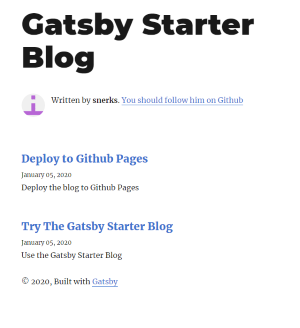 Gatsby Starter
Blog
Written by snerks. You should follow him on Github
Deploy to Github Pages
January 05, 2020
Deploy the blog to Github Pages
Try The Gatsby Starter Blog
January 05, 2020
Use the Gatsby Starter Blog
© 2020, Built with Gatsby